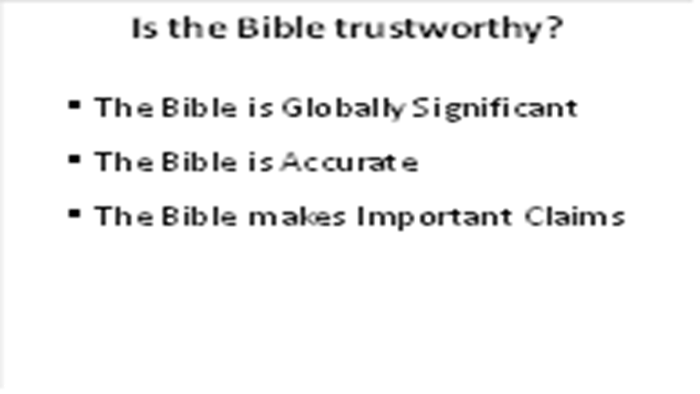 Is the Bible trustworthy?
▪ The Bible is Globally Significant
▪ The Bible is Accurate
▪ The Bible makes Important Claims